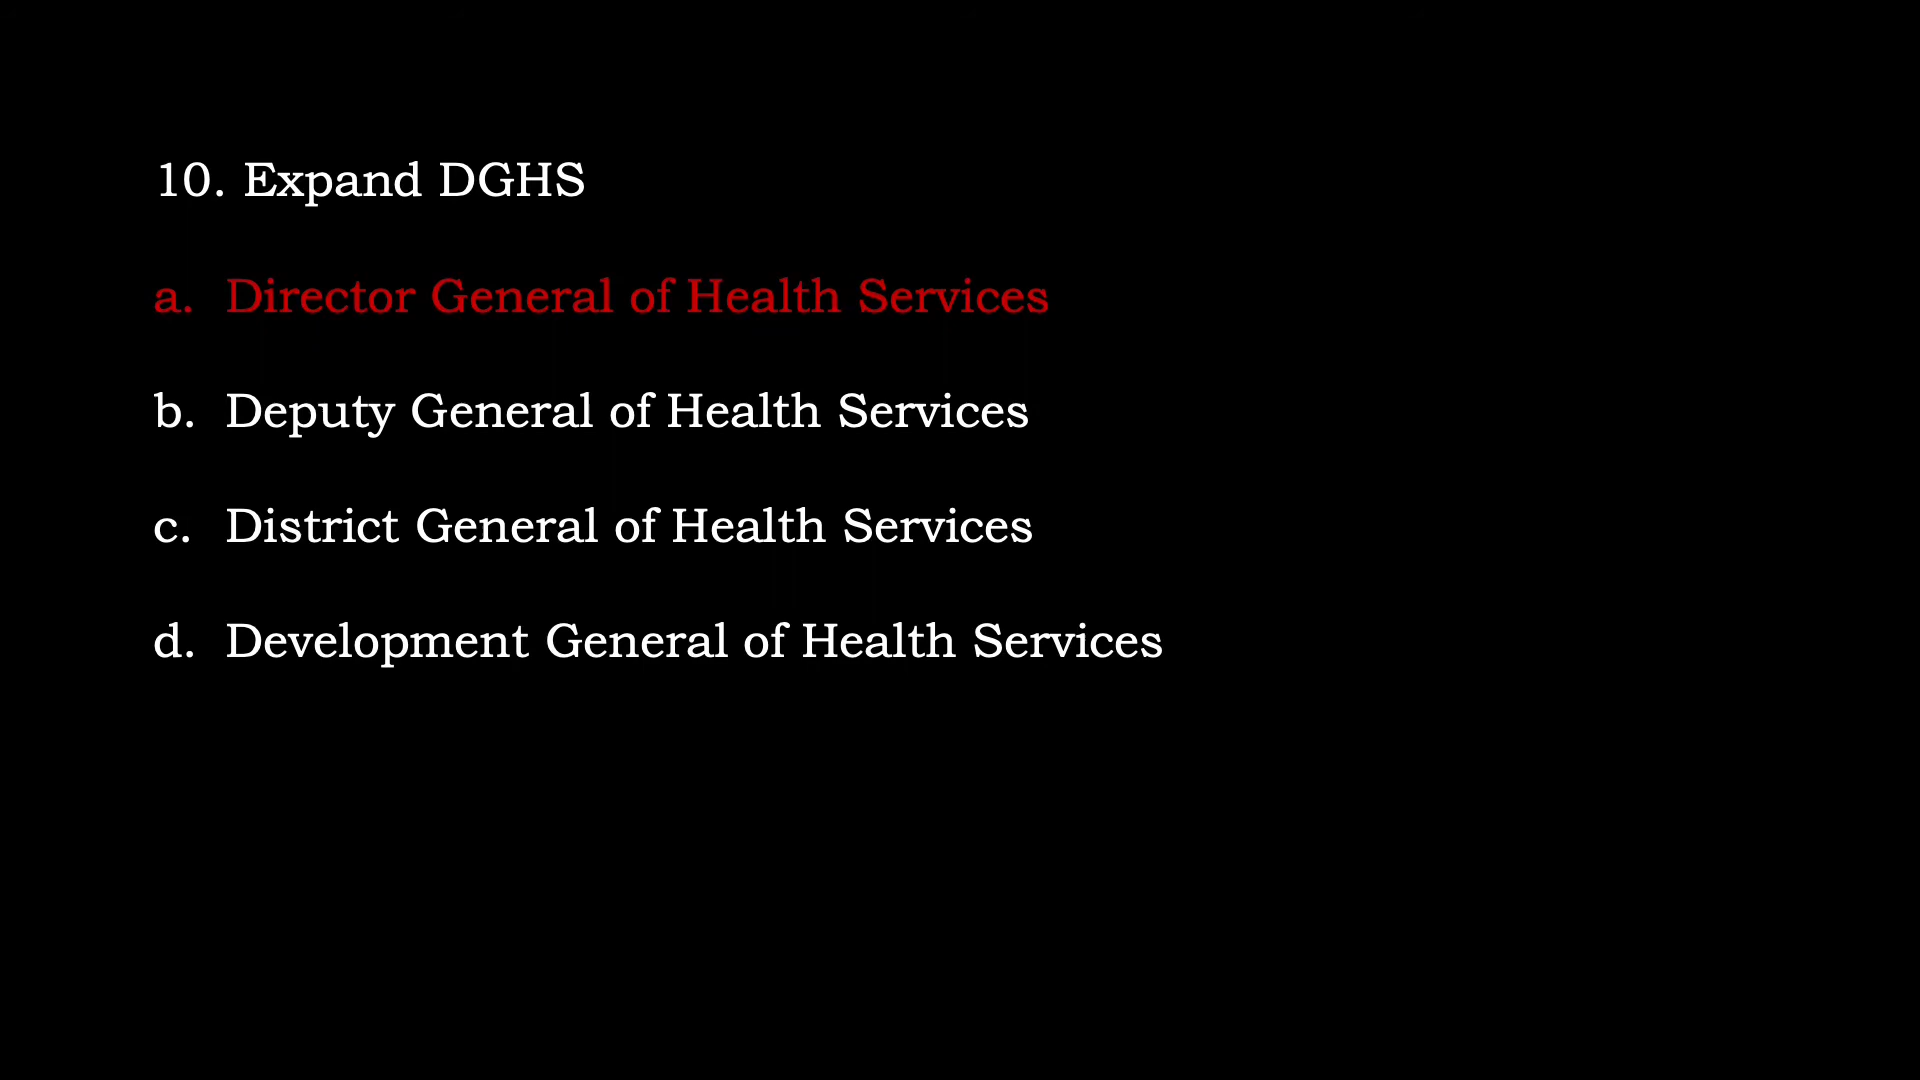 10. Expand DGHS
a. Director General of Health Services
b. Deputy General of Health Services
c. District General of Health Services
d. Development General of Health Services